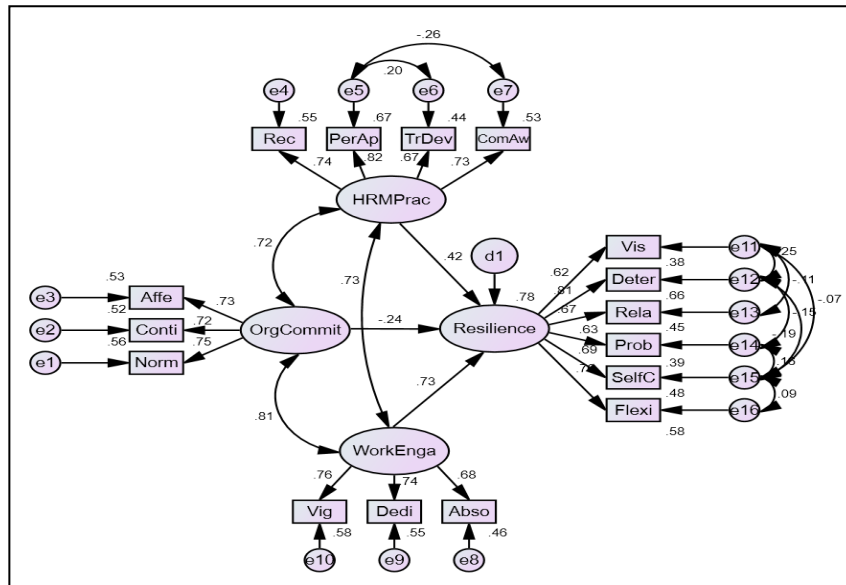 -.26
.20
e4 e5 e6 e7
.55 .67 .44 .53
Rec PerAp TrDev ComAw
.74 .82 .67 .73
HRMPrac
.72 .73 .42 d1
.53 .62 Vis e11 .25
e3 Affe .73 .78 .81 .38 -.11
.52 Deter e12 -.07
e2 Conti .72 OrgCommit -.24 Resilience .67 Rela .66 e13 -.15
.56 .63 Prob .45 e14 -.19
e1 Norm .75 .69 .39
.73 SelfC e15
.81 .48 .09
Flexi e16
WorkEnga .58
.76 .74 .68
Vig Dedi Abso
.58 .55 .46
e10 e9 e8